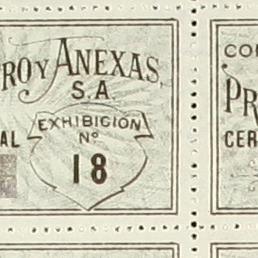 RO Y ANEXAS,
S.A.
AL
EXHIBICION
Nº
18
CO
PR
CER